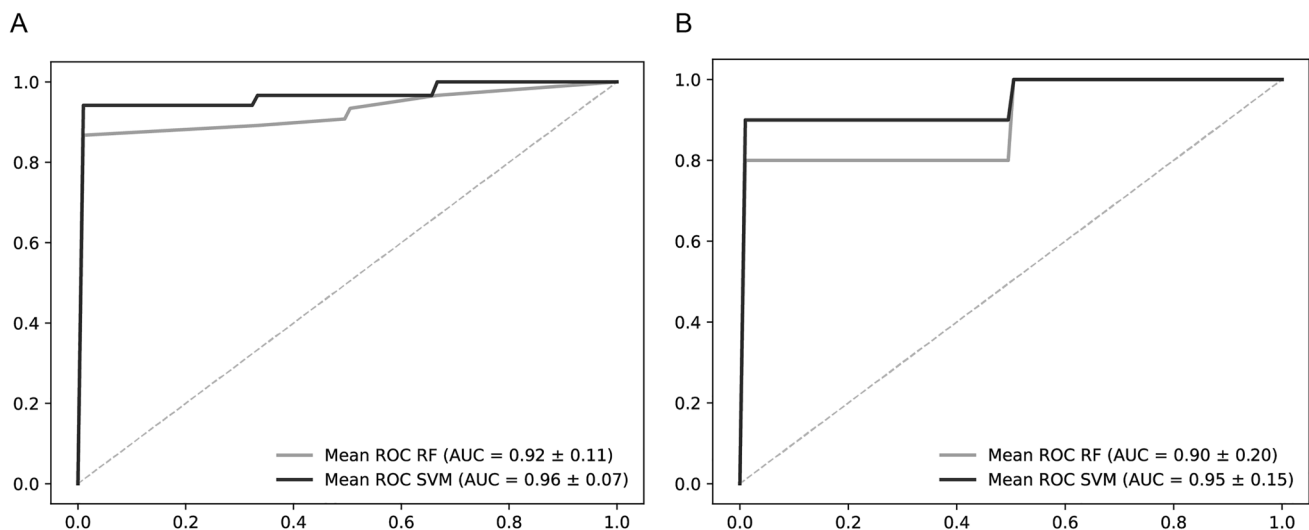 A
1.0
0.8
0.6
0.4
0.2
0.0
Mean ROC RF (AUC = 0.92 ± 0.11)
Mean ROC SVM (AUC = 0.96 ± 0.07)
0.0 0.2 0.4 0.6 0.8 1.0
B
1.0
0.8
0.6
0.4
0.2
0.0
Mean ROC RF (AUC = 0.90 ± 0.20)
Mean ROC SVM (AUC = 0.95 ± 0.15)
0.0 0.2 0.4 0.6 0.8 1.0